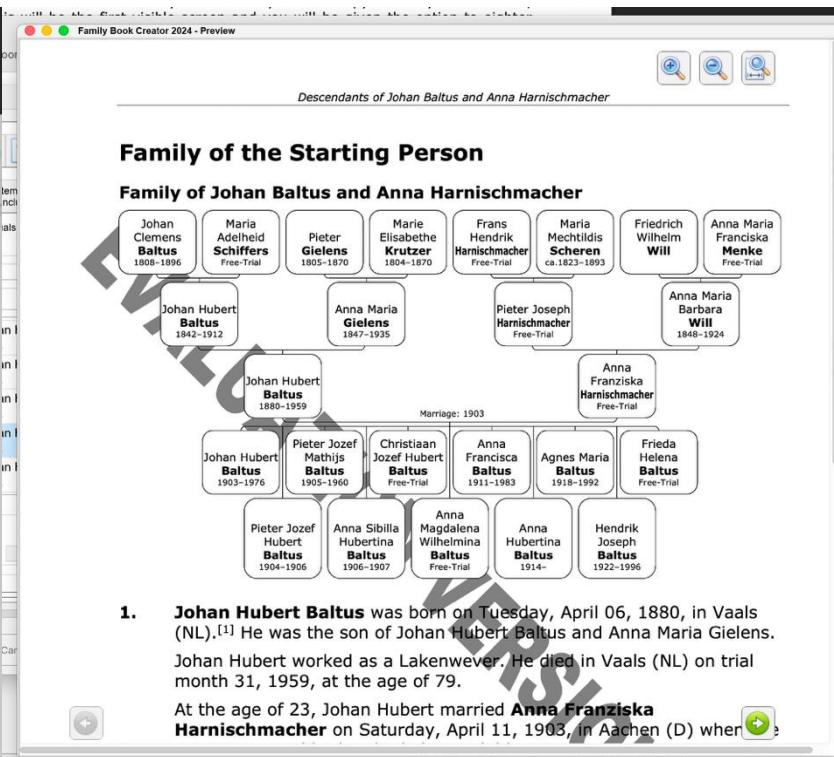 Family Book Creator 2024 - Preview
Descendants of Johan Baltus and Anna Harnischmacher
Family of the Starting Person
Family of Johan Baltus and Anna Harnischmacher
Johan Clemens Baltus 1808–1896
Maria Adelheid Schiffers Free-Trial
Pieter Gielens 1805–1870
Marie Elisabethe Krutzer 1804–1870
Frans Hendrik Harnischmacher Free-Trial
Maria Mechtildis Scheren ca.1823–1893
Friedrich Wilhelm Will
Anna Maria Franciska Menke Free-Trial
Johan Hubert Baltus 1842–1912
Anna Maria Gielens 1847–1935
Pieter Joseph Harnischmacher Free-Trial
Anna Maria Barbara Will 1848–1924
Johan Hubert Baltus 1880–1959
Anna Franziska Harnischmacher Free-Trial
Marriage: 1903
Johan Hubert Baltus 1903–1976
Pieter Jozef Mathijs Baltus 1905–1960
Christiaan Jozef Hubert Baltus Free-Trial
Anna Francisca Baltus 1911–1983
Agnes Maria Baltus 1918–1992
Frieda Helena Baltus Free-Trial
Pieter Jozef Hubert Baltus 1904–1906
Anna Sibilla Hubertina Baltus 1906–1907
Anna Magdalena Wilhelmina Baltus Free-Trial
Anna Hubertina Baltus 1914–
Hendrik Joseph Baltus 1922–1996
1. Johan Hubert Baltus was born on Tuesday, April 06, 1880, in Vaals
(NL).[1] He was the son of Johan Hubert Baltus and Anna Maria Gielens.
Johan Hubert worked as a Lakenwever. He died in Vaals (NL) on trial
month 31, 1959, at the age of 79.
At the age of 23, Johan Hubert married Anna Franziska
Harnischmacher on Saturday, April 11, 1903, in Aachen (D) when
EVALUATION VERSION